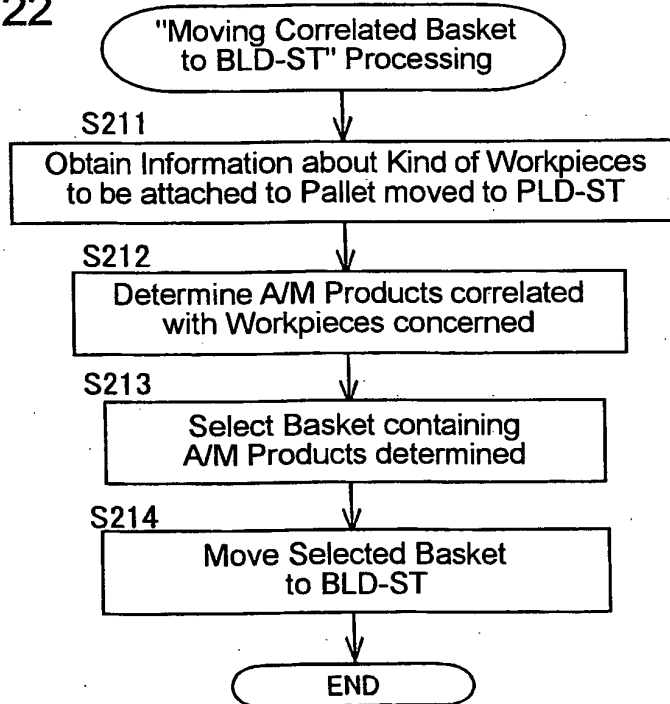 22
"Moving Correlated Basket
to BLD-ST" Processing
S211
Obtain Information about Kind of Workpieces
to be attached to Pallet moved to PLD-ST
S212
Determine A/M Products correlated
with Workpieces concerned
S213
Select Basket containing
A/M Products determined
S214
Move Selected Basket
to BLD-ST
END